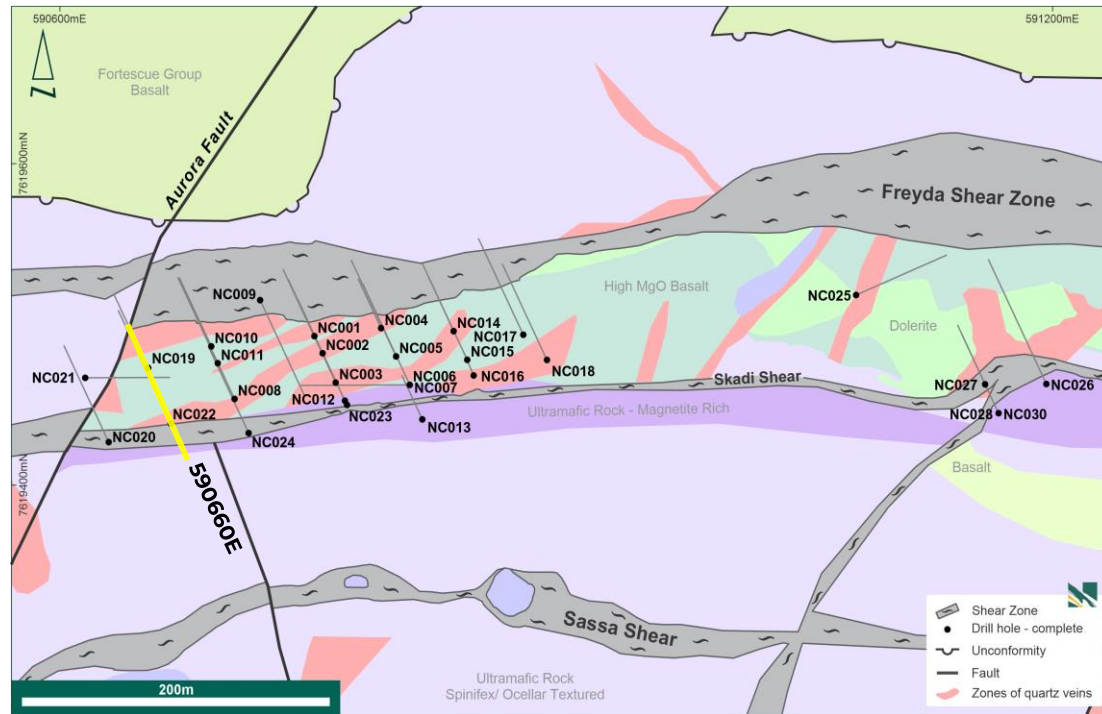 590600mE
591200mE
Fortescue Group
Basalt
Z
Aurora Fault
7619600mN
Freyda Shear Zone
NC009
High MgO Basalt
NC025
NC004
NC001
NC014
NC017
NC010
NC002
Dolerite
NC011
NC005
NC019
NC015
NC018
NC021
NC003
NC006
NC016
Skadi Shear
NC027
NC026
NC007
NC008
NC012
NC022
NC023
Ultramafic Rock - Magnetite Rich
NC028
NC030
NC013
NC020
NC024
7619400mN
590660E
Basalt
Sassa Shear
Ultramafic Rock
Spinifex/ Ocellar Textured
200m
Shear Zone
Drill hole - complete
Unconformity
Fault
Zones of quartz veins